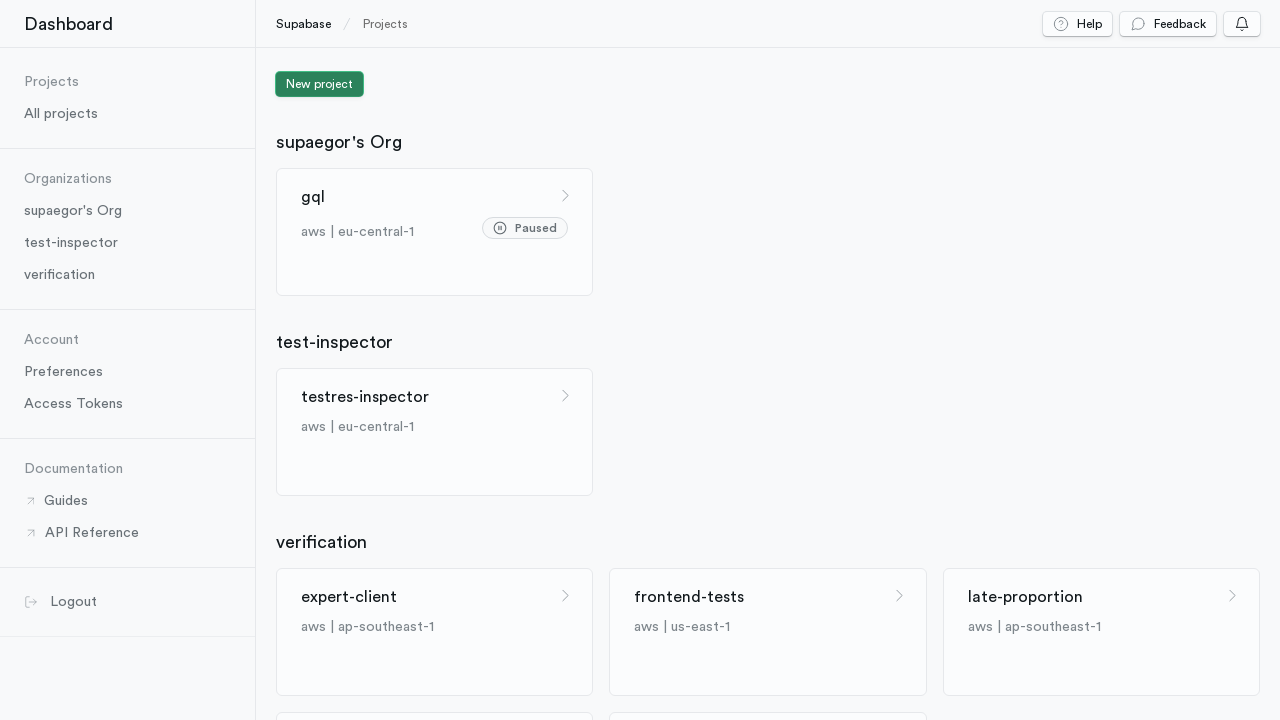 Dashboard
Supabase / Projects
Help
Feedback
Projects
All projects
Organizations
supaegor's Org
test-inspector
verification
Account
Preferences
Access Tokens
Documentation
Guides
API Reference
Logout
New project
supaegor's Org
gql
aws | eu-central-1
Paused
test-inspector
testres-inspector
aws | eu-central-1
verification
expert-client
aws | ap-southeast-1
frontend-tests
aws | us-east-1
late-proportion
aws | ap-southeast-1